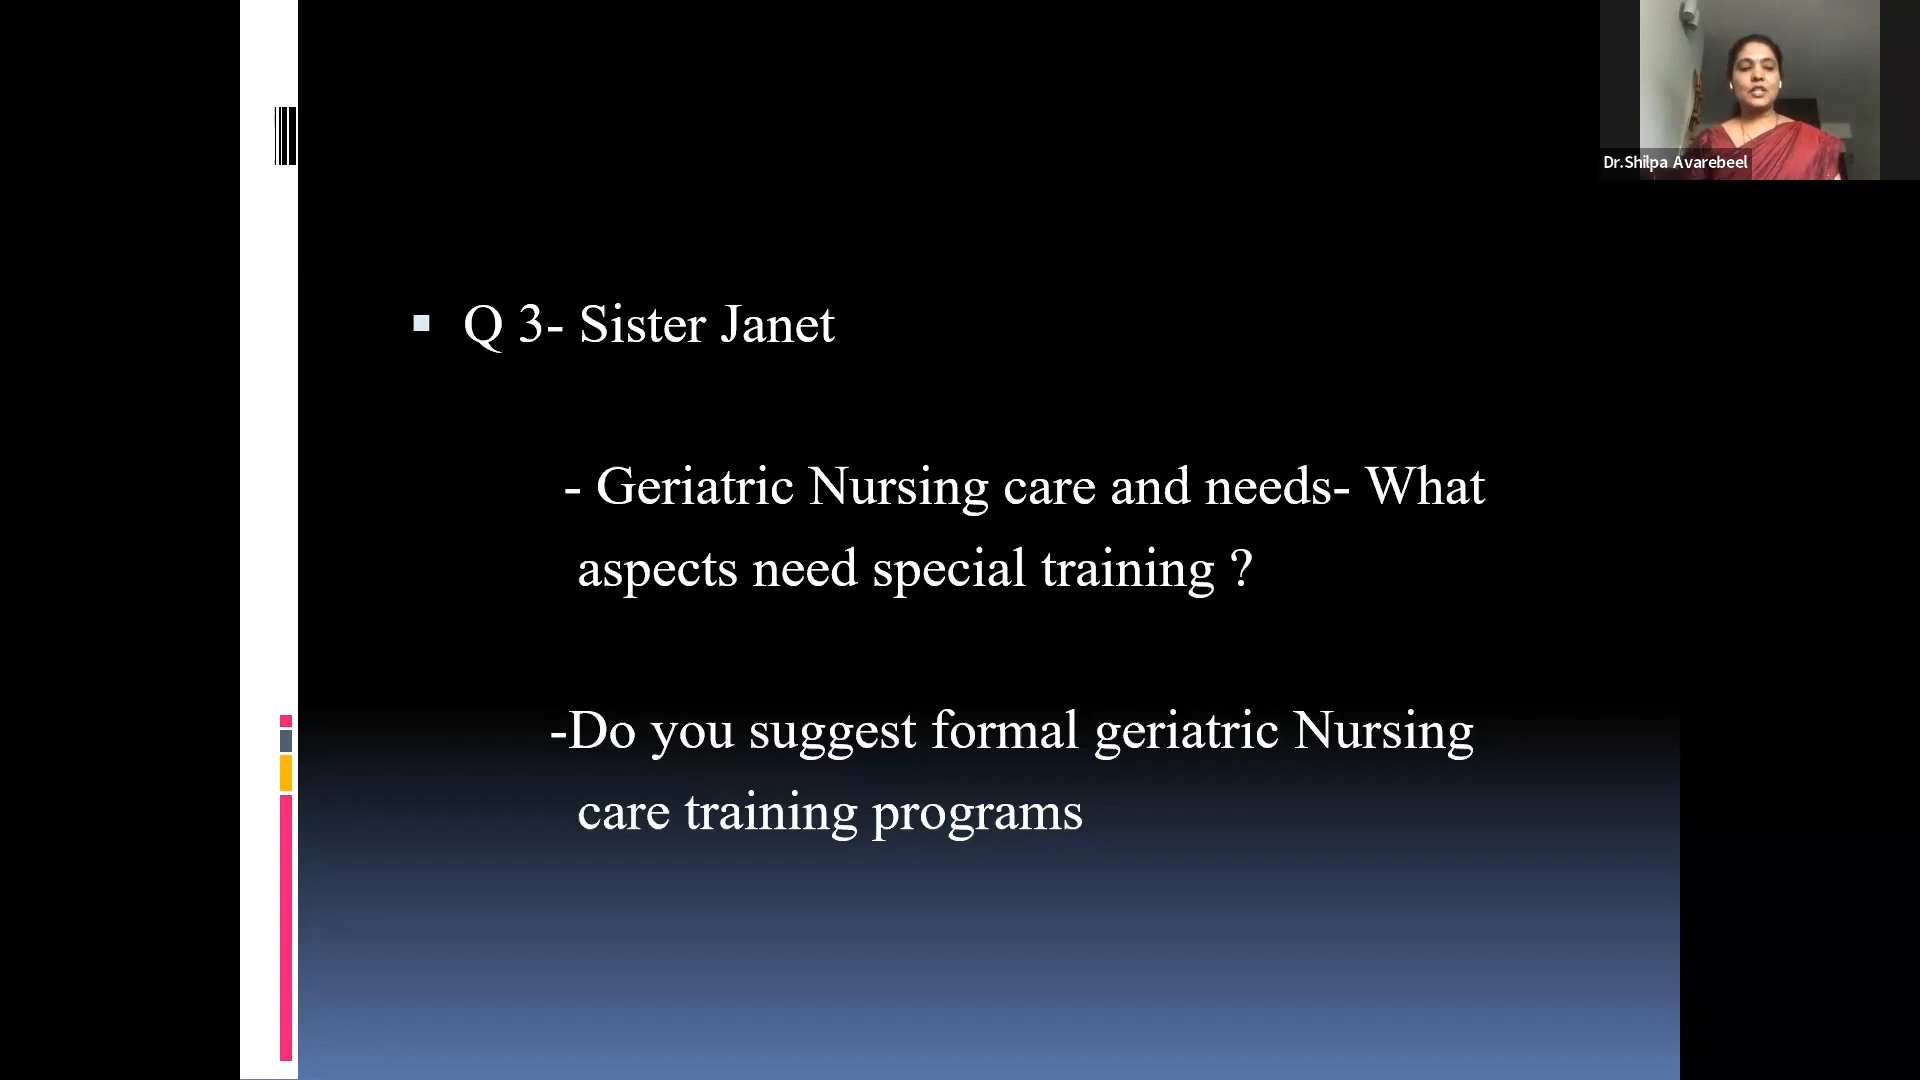 Dr.Shilpa Avarebeel
Q 3- Sister Janet
- Geriatric Nursing care and needs- What
aspects need special training ?
-Do you suggest formal geriatric Nursing
care training programs